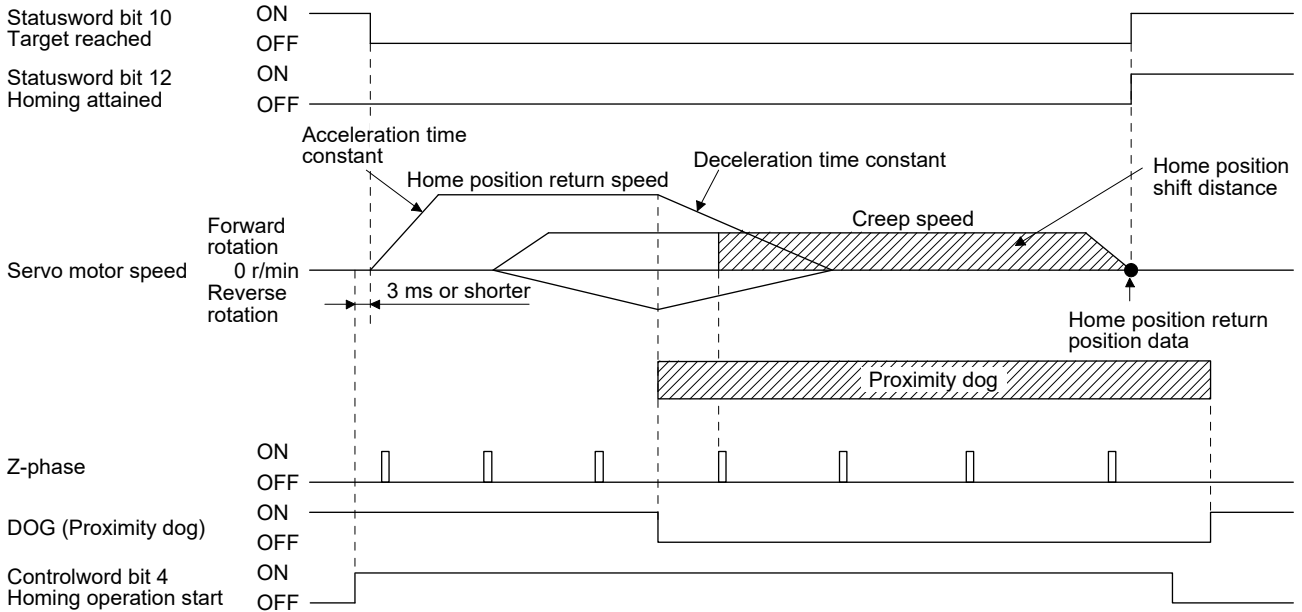 Statusword bit 10
Target reached
ON
OFF
Statusword bit 12
Homing attained
ON
OFF
Acceleration time
constant
Home position return speed
Deceleration time constant
Home position
shift distance
Creep speed
Forward
rotation
Servo motor speed
0 r/min
Reverse
rotation
3 ms or shorter
Home position return
position data
Proximity dog
Z-phase
ON
OFF
DOG (Proximity dog)
ON
OFF
Controlword bit 4
Homing operation start
ON
OFF